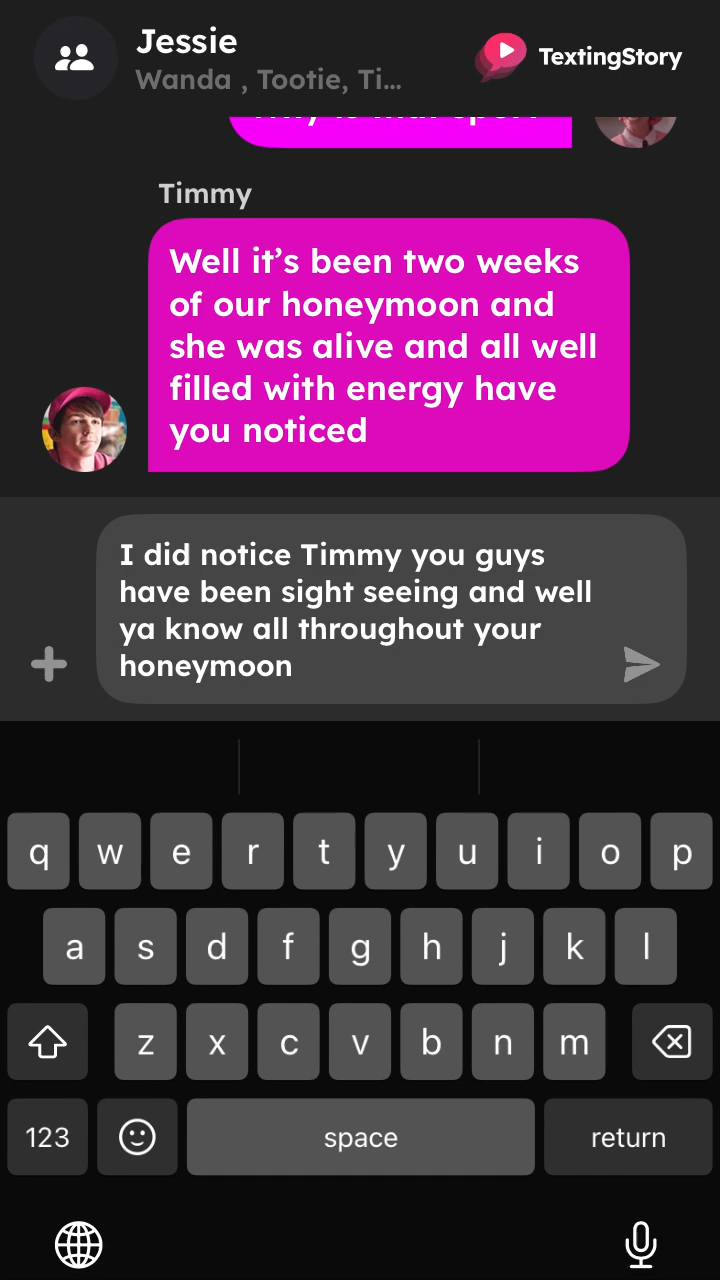 Jessie
Wanda , Tootie, Ti...
TextingStory
Timmy
Well it’s been two weeks
of our honeymoon and
she was alive and all well
filled with energy have
you noticed
I did notice Timmy you guys
have been sight seeing and well
ya know all throughout your
honeymoon
q w e r t y u i o p
a s d f g h j k l
z x c v b n m
123 space return